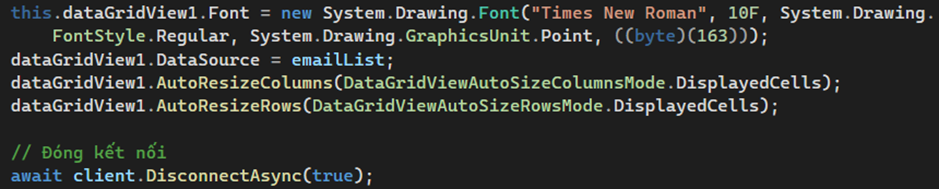 this.dataGridView1.Font = new System.Drawing.Font("Times New Roman", 10F, System.Drawing.
FontStyle.Regular, System.Drawing.GraphicsUnit.Point, ((byte)(163)));
dataGridView1.DataSource = emailList;
dataGridView1.AutoResizeColumns(DataGridViewAutoSizeColumnsMode.DisplayedCells);
dataGridView1.AutoResizeRows(DataGridViewAutoSizeRowsMode.DisplayedCells);
// Đóng kết nối
await client.DisconnectAsync(true);